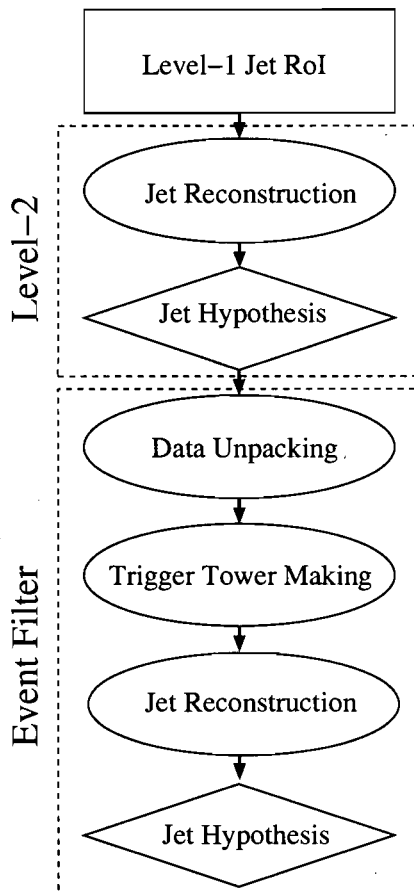 Level-1 Jet RoI
Level-2
Jet Reconstruction
Jet Hypothesis
Event Filter
Data Unpacking
Trigger Tower Making
Jet Reconstruction
Jet Hypothesis